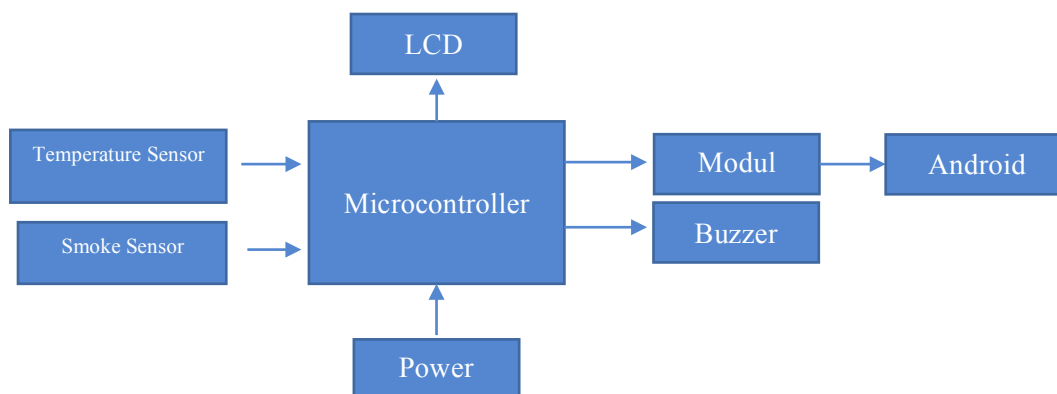 LCD
Temperature Sensor
Smoke Sensor
Microcontroller
Modul
Android
Buzzer
Power